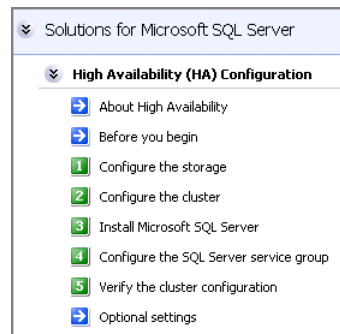 Solutions for Microsoft SQL Server
High Availability (HA) Configuration
About High Availability
Before you begin
1 Configure the storage
2 Configure the cluster
3 Install Microsoft SQL Server
4 Configure the SQL Server service group
5 Verify the cluster configuration
Optional settings